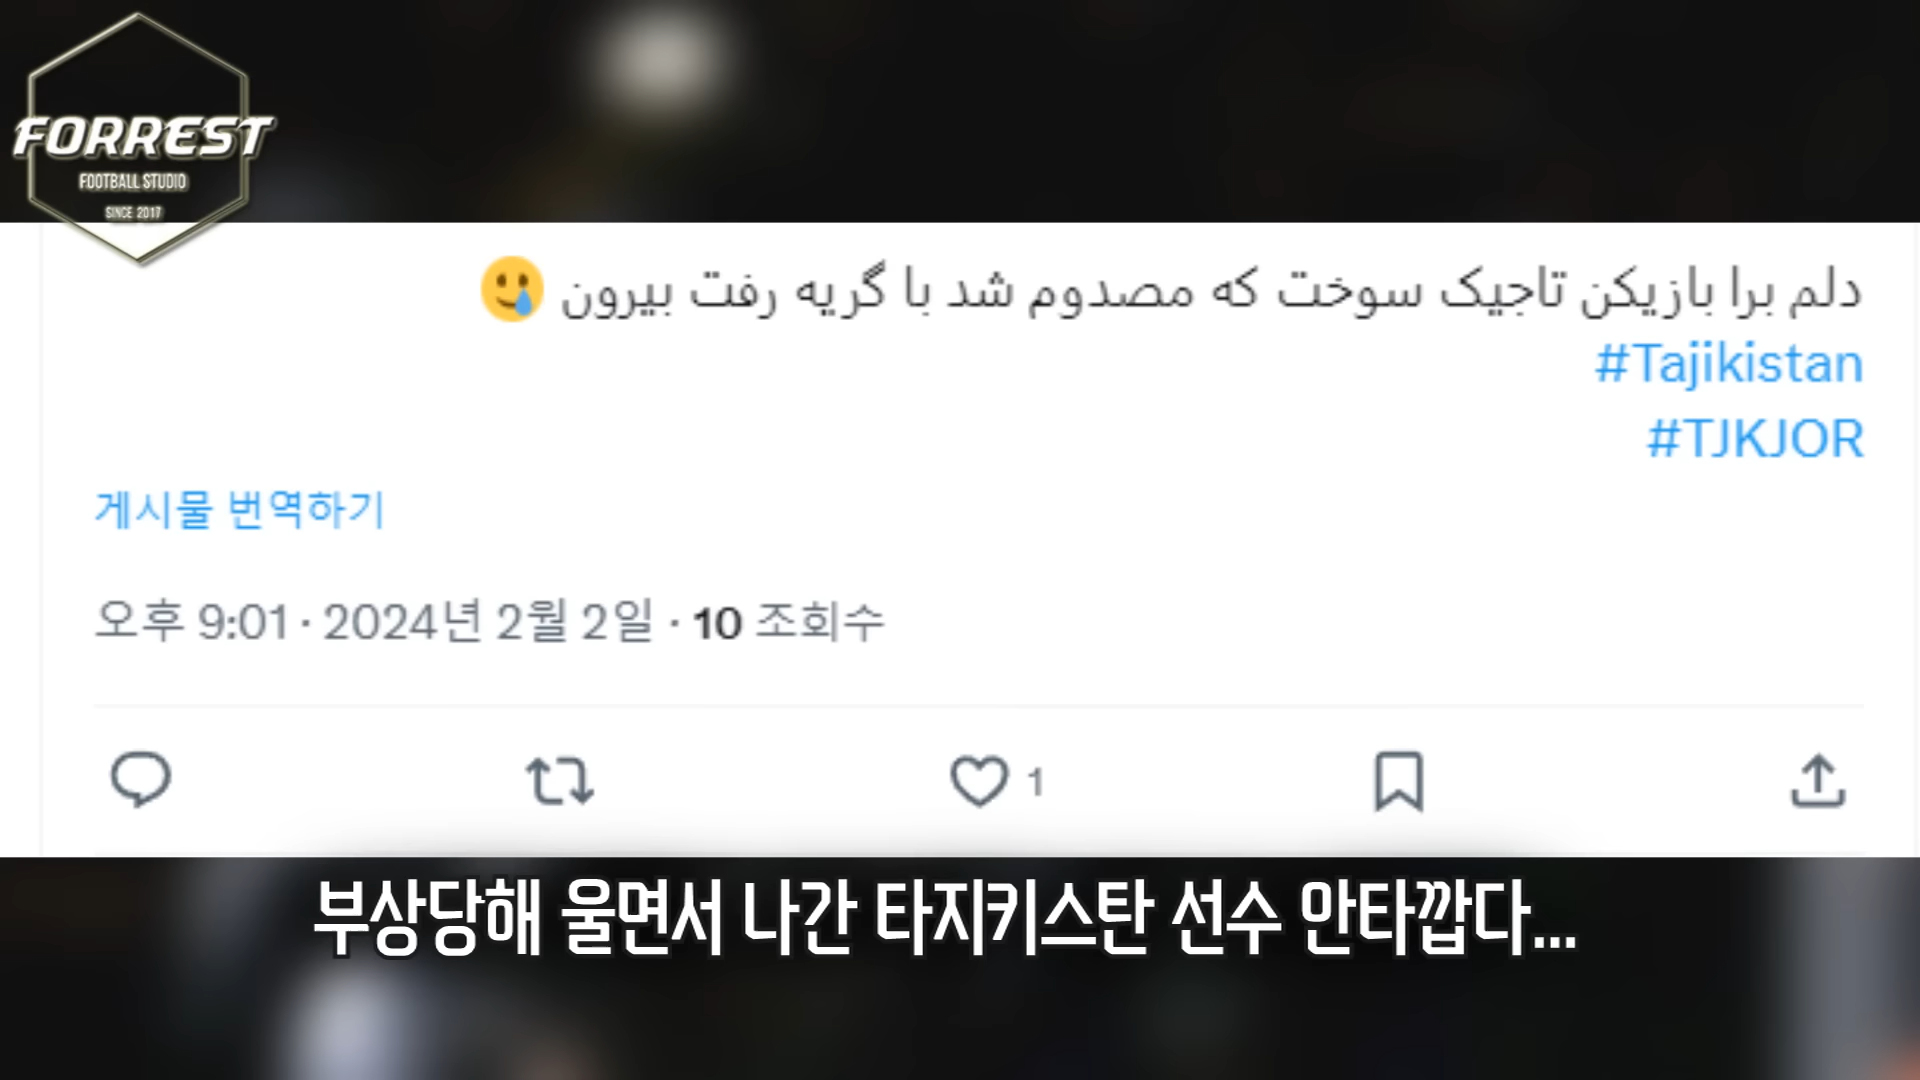 FORREST
FOOTBALL STUDIO
SINCE 2017
دلم برا بازیکن تاجیک سوخت که مصدوم شد با گریه رفت بیرون 🥲
#Tajikistan
#TJKJOR
게시물 번역하기
오후 9:01 · 2024년 2월 2일 · 10 조회수
1
부상당해 울면서 나간 타지키스탄 선수 안타깝다...